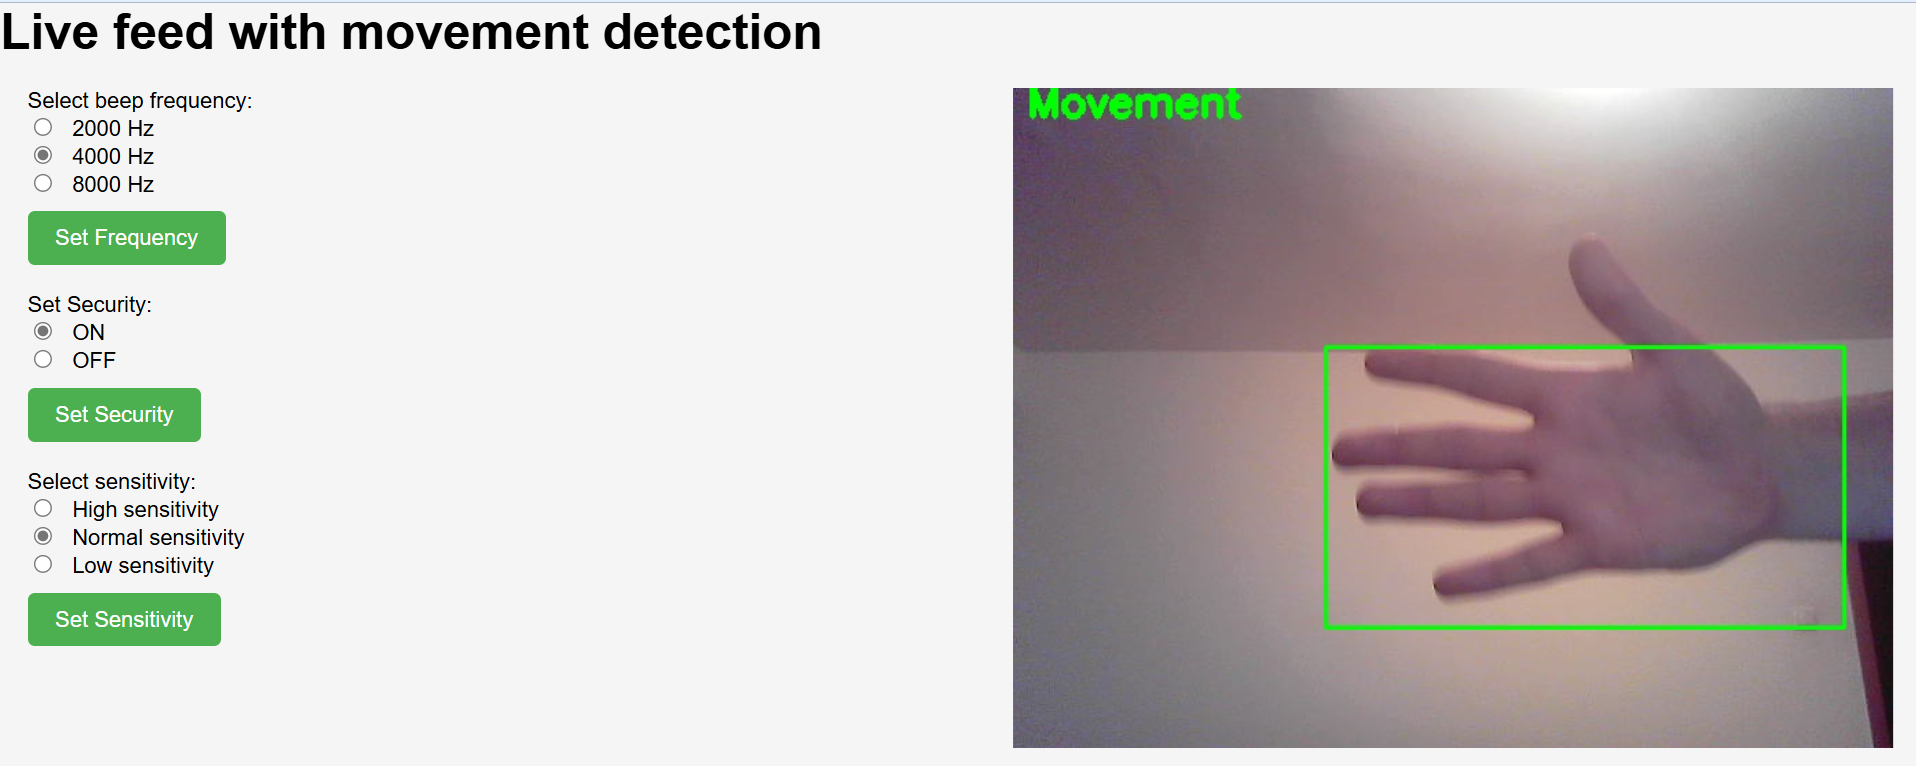 Live feed with movement detection
Select beep frequency:
2000 Hz
4000 Hz
8000 Hz
Set Frequency
Set Security:
ON
OFF
Set Security
Select sensitivity:
High sensitivity
Normal sensitivity
Low sensitivity
Set Sensitivity
Movement